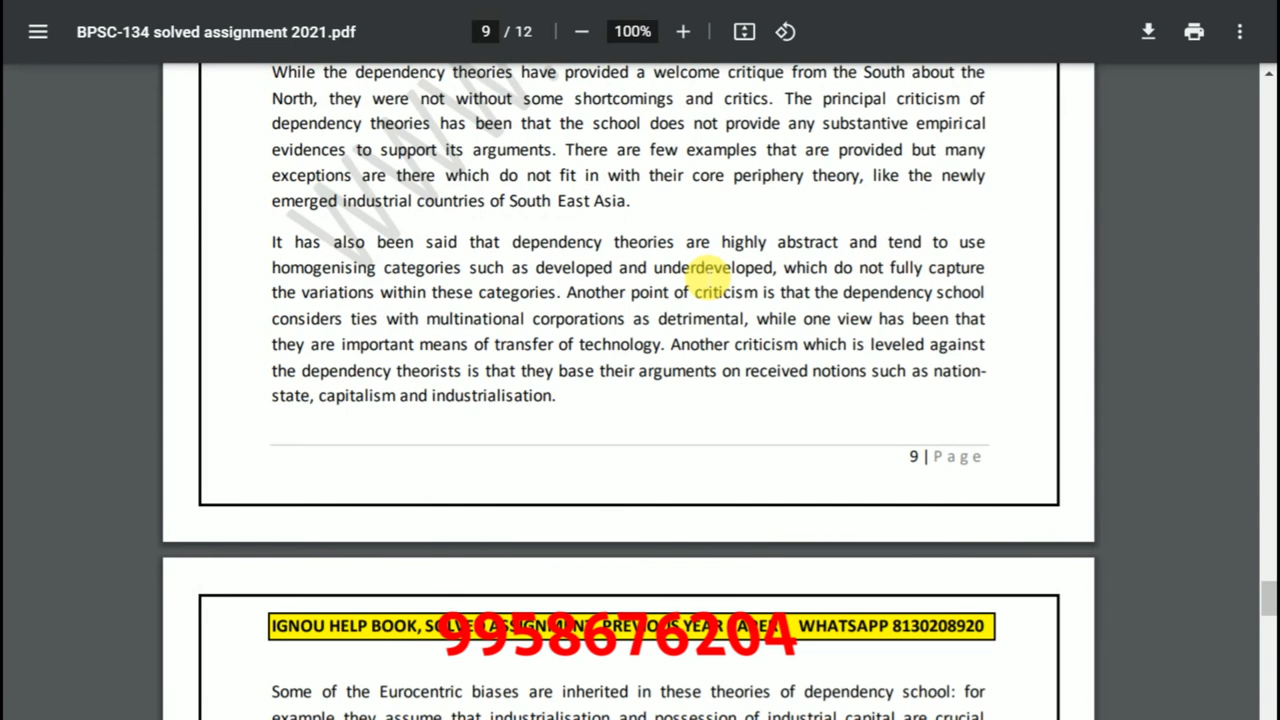 BPSC-134 solved assignment 2021.pdf 9 / 12 100%
While the dependency theories have provided a welcome critique from the South about the
North, they were not without some shortcomings and critics. The principal criticism of
dependency theories has been that the school does not provide any substantive empirical
evidences to support its arguments. There are few examples that are provided but many
exceptions are there which do not fit in with their core periphery theory, like the newly
emerged industrial countries of South East Asia.
It has also been said that dependency theories are highly abstract and tend to use
homogenising categories such as developed and underdeveloped, which do not fully capture
the variations within these categories. Another point of criticism is that the dependency school
considers ties with multinational corporations as detrimental, while one view has been that
they are important means of transfer of technology. Another criticism which is leveled against
the dependency theorists is that they base their arguments on received notions such as nation-
state, capitalism and industrialisation.
9 | Page
IGNOU HELP BOOK, SOLVED ASSIGNMENT, PREVIOUS YEAR WHATSAPP 8130208920
9958676204
Some of the Eurocentric biases are inherited in these theories of dependency school: for
example they assume that industrialisation and possession of industrial capital are crucial
WWW.